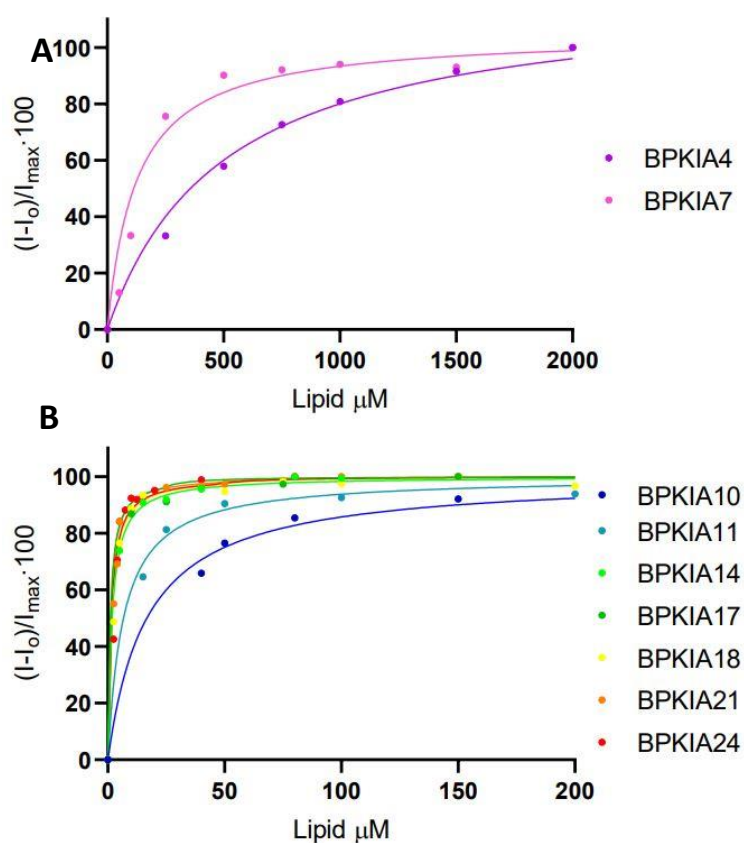 A
100
80
60
40
20
0
(I-Iₒ)/Iₘₐₓ·100
0 500 1000 1500 2000
Lipid μM
BPKIA4
BPKIA7
B
100
80
60
40
20
0
(I-Iₒ)/Iₘₐₓ·100
0 50 100 150 200
Lipid μM
BPKIA10
BPKIA11
BPKIA14
BPKIA17
BPKIA18
BPKIA21
BPKIA24